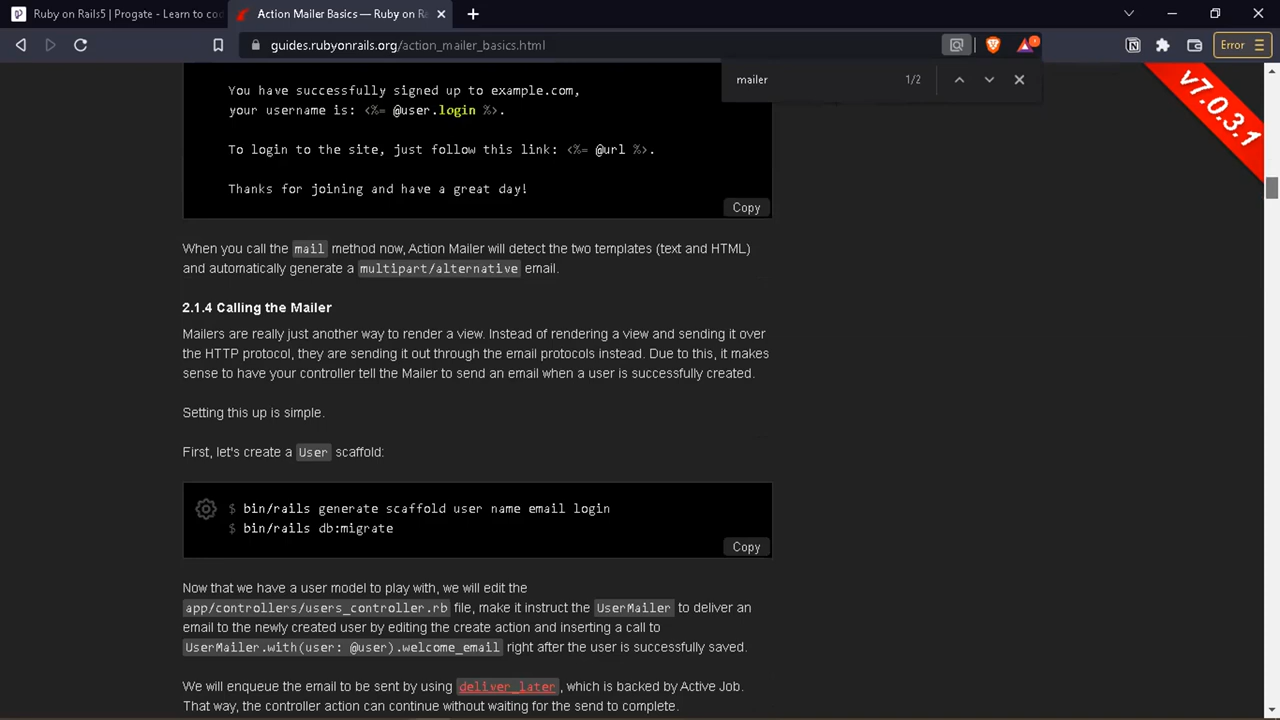 Ruby on Rails5 | Progate - Learn to cod
Action Mailer Basics — Ruby on Ra
guides.rubyonrails.org/action_mailer_basics.html
Error
mailer
1/2
v7.0.3.1
You have successfully signed up to example.com,
your username is: <%= @user.login %>.
To login to the site, just follow this link: <%= @url %>.
Thanks for joining and have a great day!
Copy
When you call the mail method now, Action Mailer will detect the two templates (text and HTML)
and automatically generate a multipart/alternative email.
2.1.4 Calling the Mailer
Mailers are really just another way to render a view. Instead of rendering a view and sending it over
the HTTP protocol, they are sending it out through the email protocols instead. Due to this, it makes
sense to have your controller tell the Mailer to send an email when a user is successfully created.
Setting this up is simple.
First, let's create a User scaffold:
$ bin/rails generate scaffold user name email login
$ bin/rails db:migrate
Copy
Now that we have a user model to play with, we will edit the
app/controllers/users_controller.rb file, make it instruct the UserMailer to deliver an
email to the newly created user by editing the create action and inserting a call to
UserMailer.with(user: @user).welcome_email right after the user is successfully saved.
We will enqueue the email to be sent by using deliver_later, which is backed by Active Job.
That way, the controller action can continue without waiting for the send to complete.